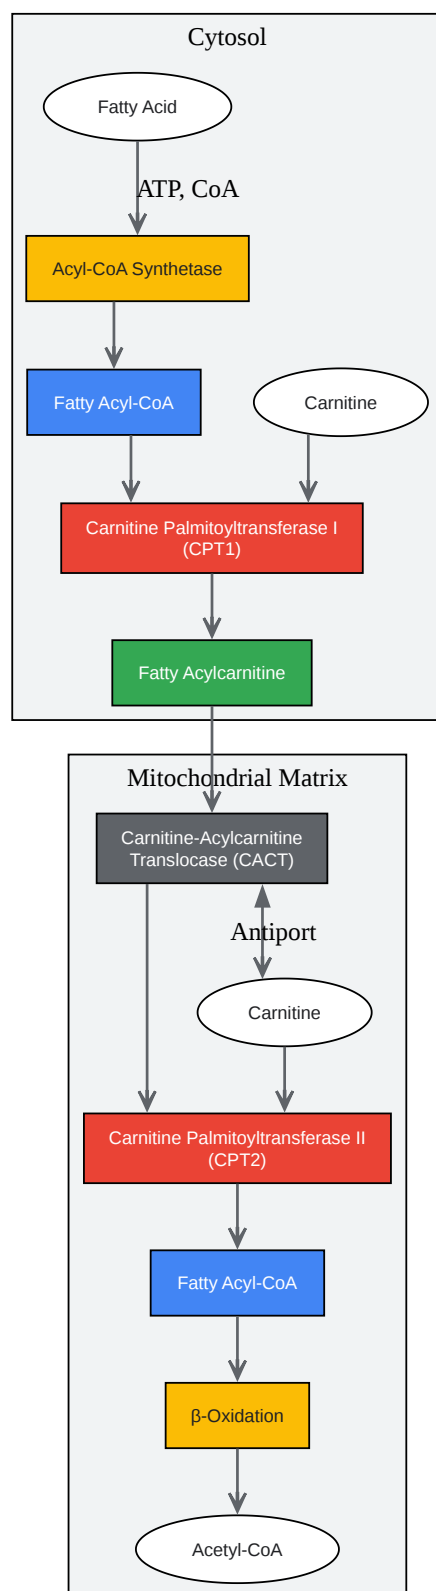 Cytosol
Fatty Acid
ATP, CoA
Acyl-CoA Synthetase
Fatty Acyl-CoA
Carnitine
Carnitine Palmitoyltransferase I
(CPT1)
Fatty Acylcarnitine
Mitochondrial Matrix
Carnitine-Acylcarnitine
Translocase (CACT)
Antiport
Carnitine
Carnitine Palmitoyltransferase II
(CPT2)
Fatty Acyl-CoA
β-Oxidation
Acetyl-CoA